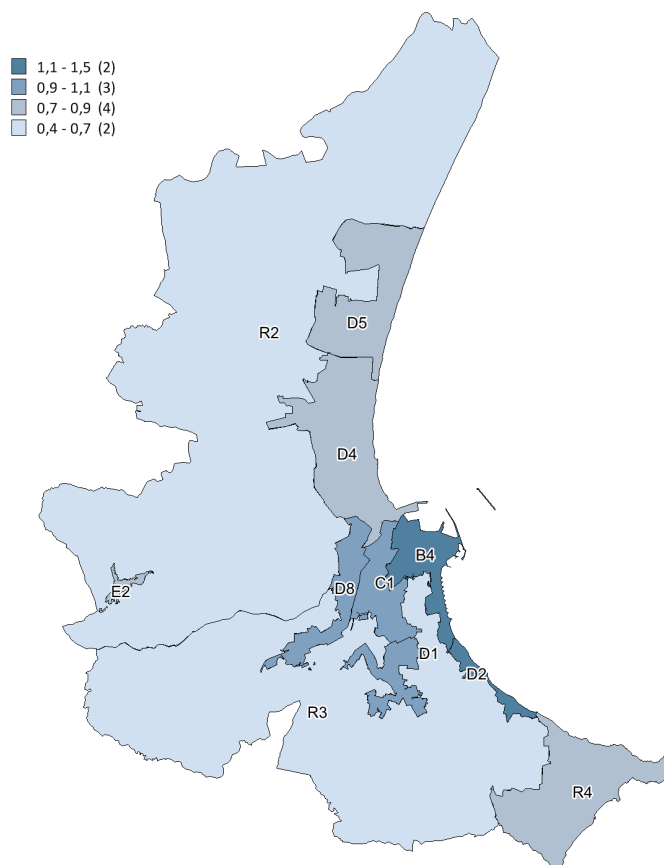 1,1 - 1,5 (2)
0,9 - 1,1 (3)
0,7 - 0,9 (4)
0,4 - 0,7 (2)
D5
R2
D4
B4
C1
D8
E2
D1
D2
R3
R4